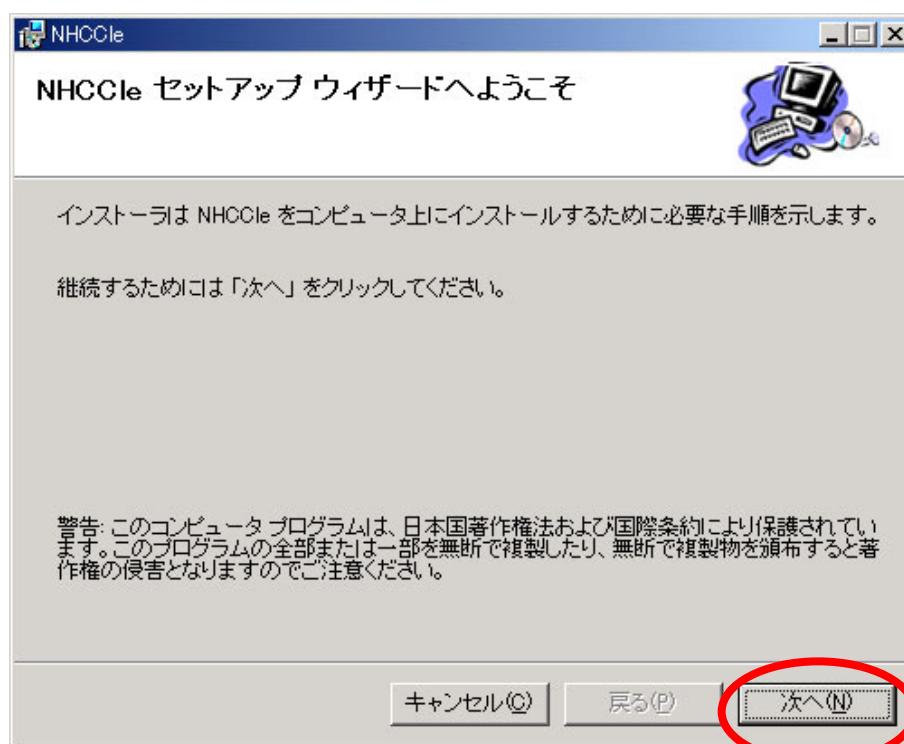 NHCCIe
NHCCIe セットアップ ウィザードへようこそ
インストーラは NHCCIe をコンピュータ上にインストールするために必要な手順を示します。
継続するためには「次へ」をクリックしてください。
警告: このコンピュータ プログラムは、日本国著作権法および国際条約により保護されてい
ます。このプログラムの全部または一部を無断で複製したり、無断で複製物を頒布すると著
作権の侵害となりますのでご注意ください。
キャンセル(C) 戻る(P) 次へ(N)